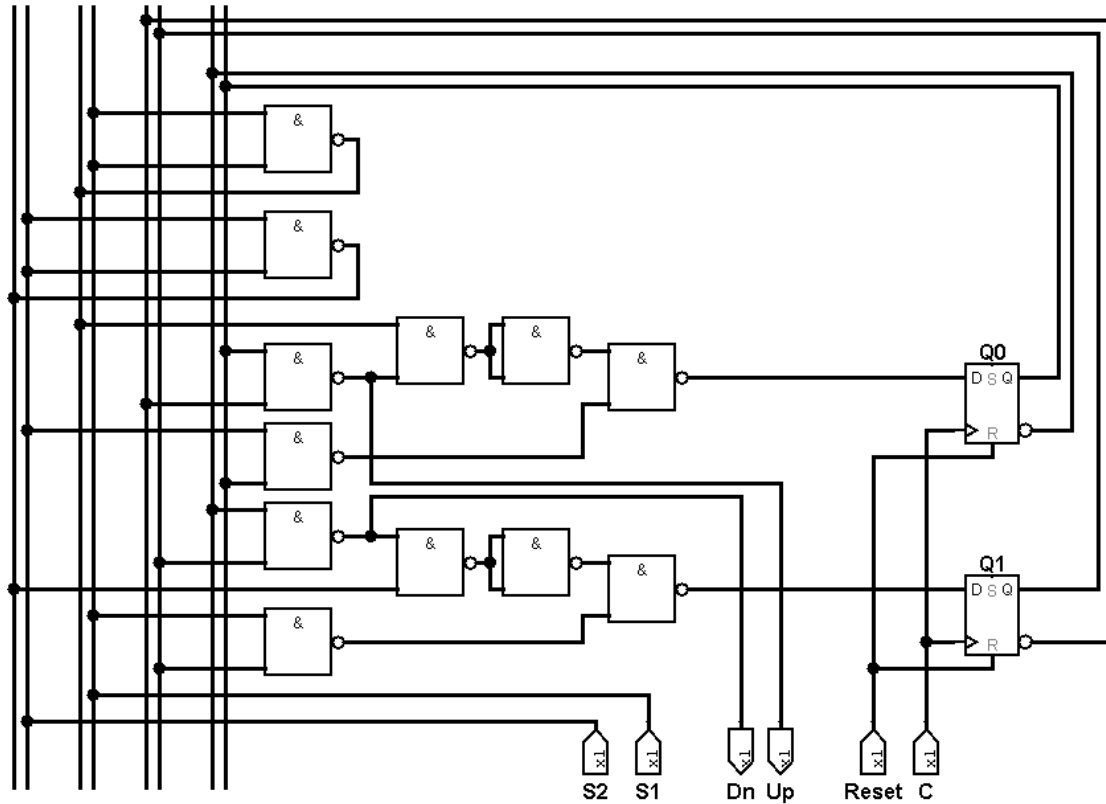 &
&
& &
& & Q0
D S Q
& R
&
& & Q1
& D S Q
& R
x1 x1 x1 x1 x1 x1
S2 S1 Dn Up Reset C